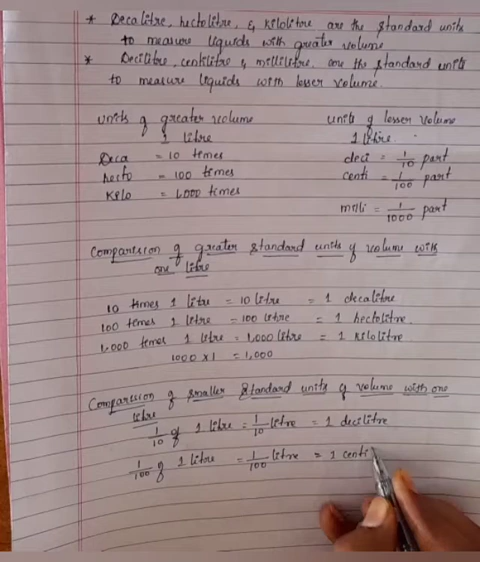 * Decalitre, hectolitre, & kilolitre are the standard units
to measure liquids with greater volume
* Decilitre, centilitre & millilitre, are the standard units
to measure liquids with lesser volume.
units of greater volume
1 litre
Deca = 10 times
hecto = 100 times
Kilo = 1,000 times
units of lesser volume
1 litre.
deci = 1/10 part
centi = 1/100 part
milli = 1/1000 part
Comparission of greater standard units of volume with
one litre
10 times 1 litre = 10 litre = 1 decalitre
100 times 1 litre = 100 litre = 1 hectolitre.
1,000 times 1 litre = 1,000 litre = 1 kilolitre
1000 x 1 = 1,000
Comparission of smaller standard units of volume with one
litre
1/10 of 1 litre = 1/10 litre = 1 decilitre
1/100 of 1 litre = 1/100 litre = 1 centi